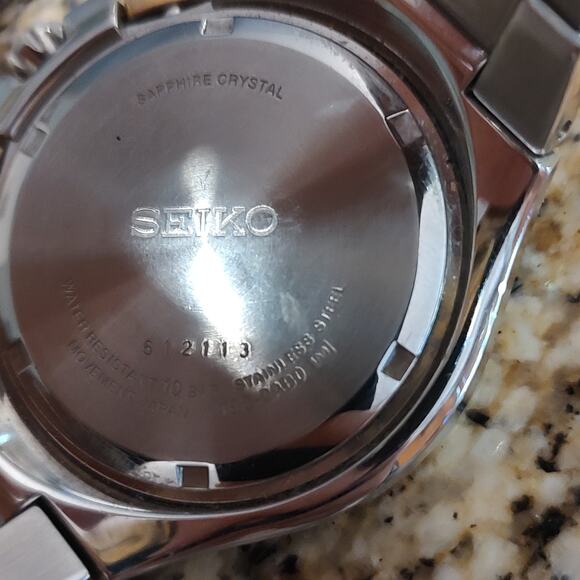 SAPPHIRE CRYSTAL
SEIKO
612113
WATER RESISTANT 10 STAINLESS STEEL
MOVEMENT JAPAN